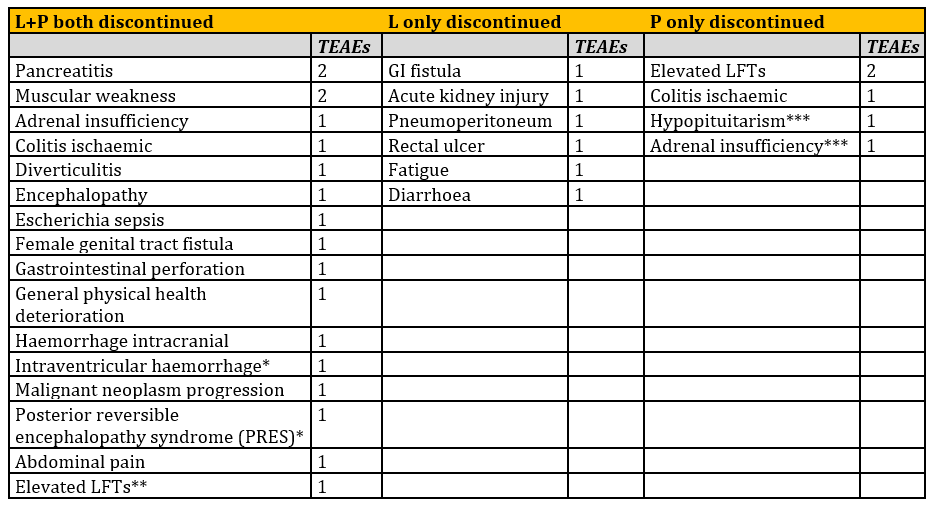 L+P both discontinued L only discontinued P only discontinued
TEAEs TEAEs TEAEs
Pancreatitis 2 GI fistula 1 Elevated LFTs 2
Muscular weakness 2 Acute kidney injury 1 Colitis ischaemic 1
Adrenal insufficiency 1 Pneumoperitoneum 1 Hypopituitarism*** 1
Colitis ischaemic 1 Rectal ulcer 1 Adrenal insufficiency*** 1
Diverticulitis 1 Fatigue 1
Encephalopathy 1 Diarrhoea 1
Escherichia sepsis 1
Female genital tract fistula 1
Gastrointestinal perforation 1
General physical health 1
deterioration
Haemorrhage intracranial 1
Intraventricular haemorrhage* 1
Malignant neoplasm progression 1
Posterior reversible 1
encephalopathy syndrome (PRES)*
Abdominal pain 1
Elevated LFTs** 1